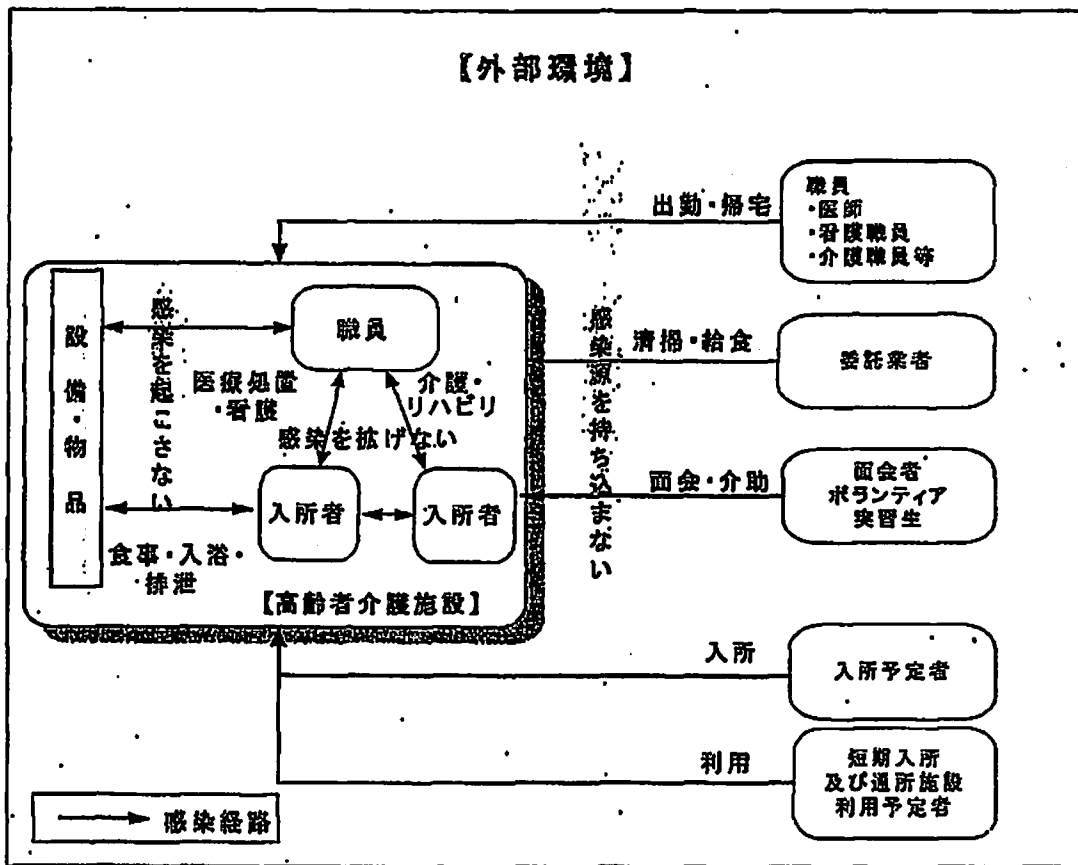 【外部環境】
出勤・帰宅
職員
・医師
・看護職員
・介護職員等
設備・物品
感染を起こさない
職員
医療処置
・看護
介護・
リハビリ
感染を拡げない
入所者
入所者
食事・入浴・
排泄
【高齢者介護施設】
感染源を持ち込まない
清掃・給食
委託業者
面会・介助
面会者
ボランティア
実習生
入所
入所予定者
利用
短期入所
及び通所施設
利用予定者
感染経路